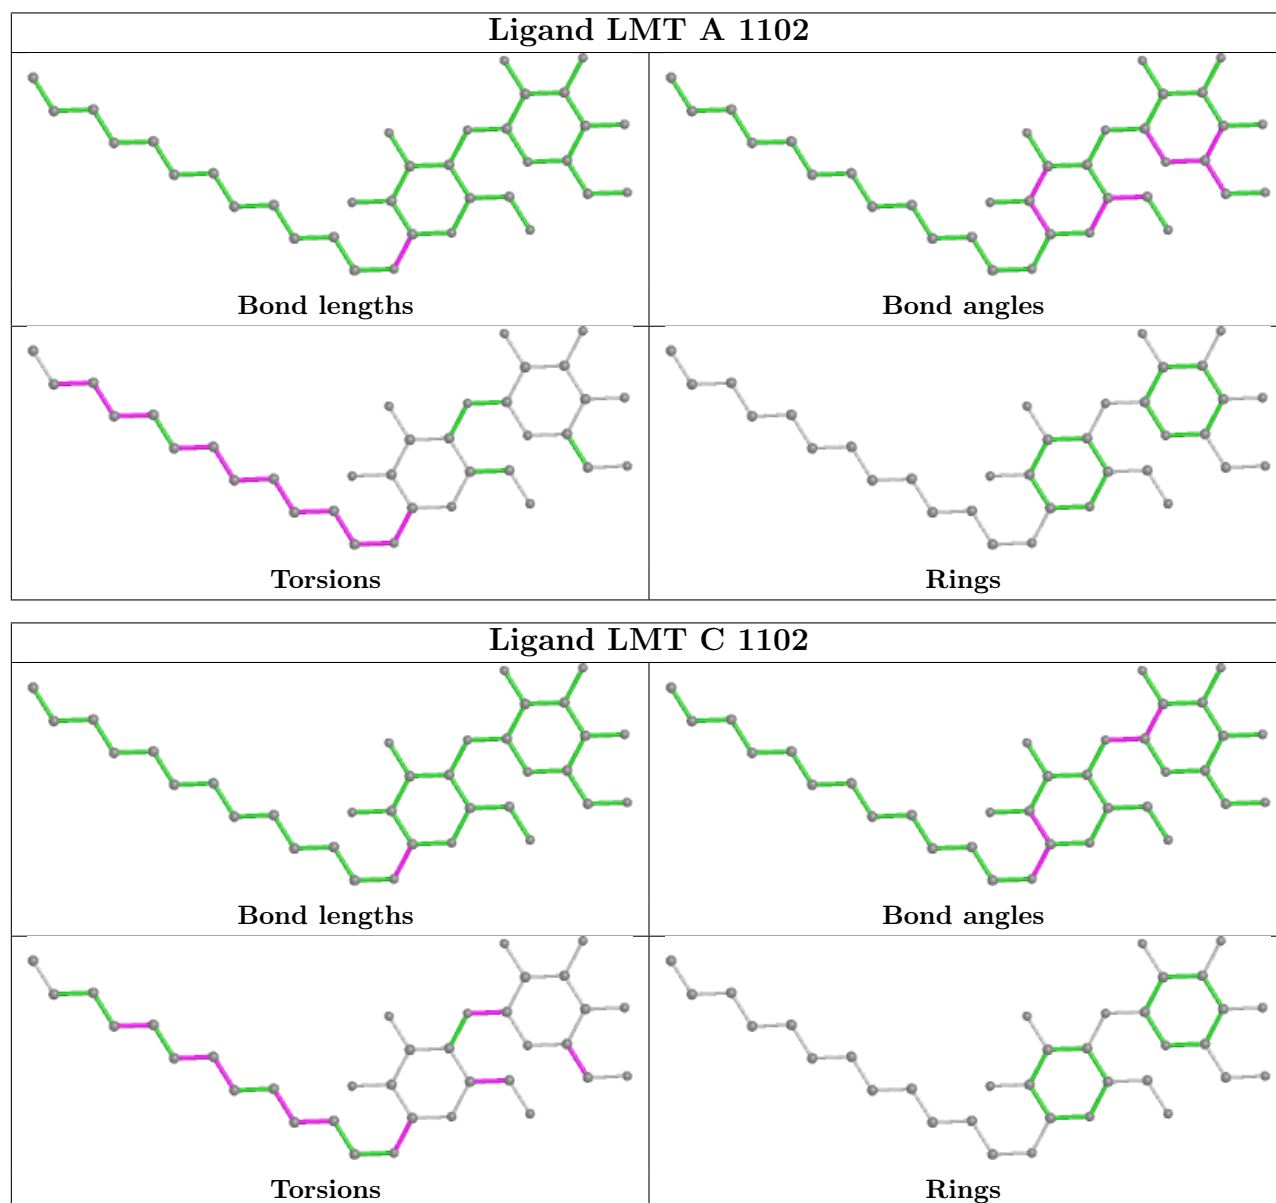 Ligand LMT A 1102
Bond lengths
Bond angles
Torsions
Rings
Ligand LMT C 1102
Bond lengths
Bond angles
Torsions
Rings